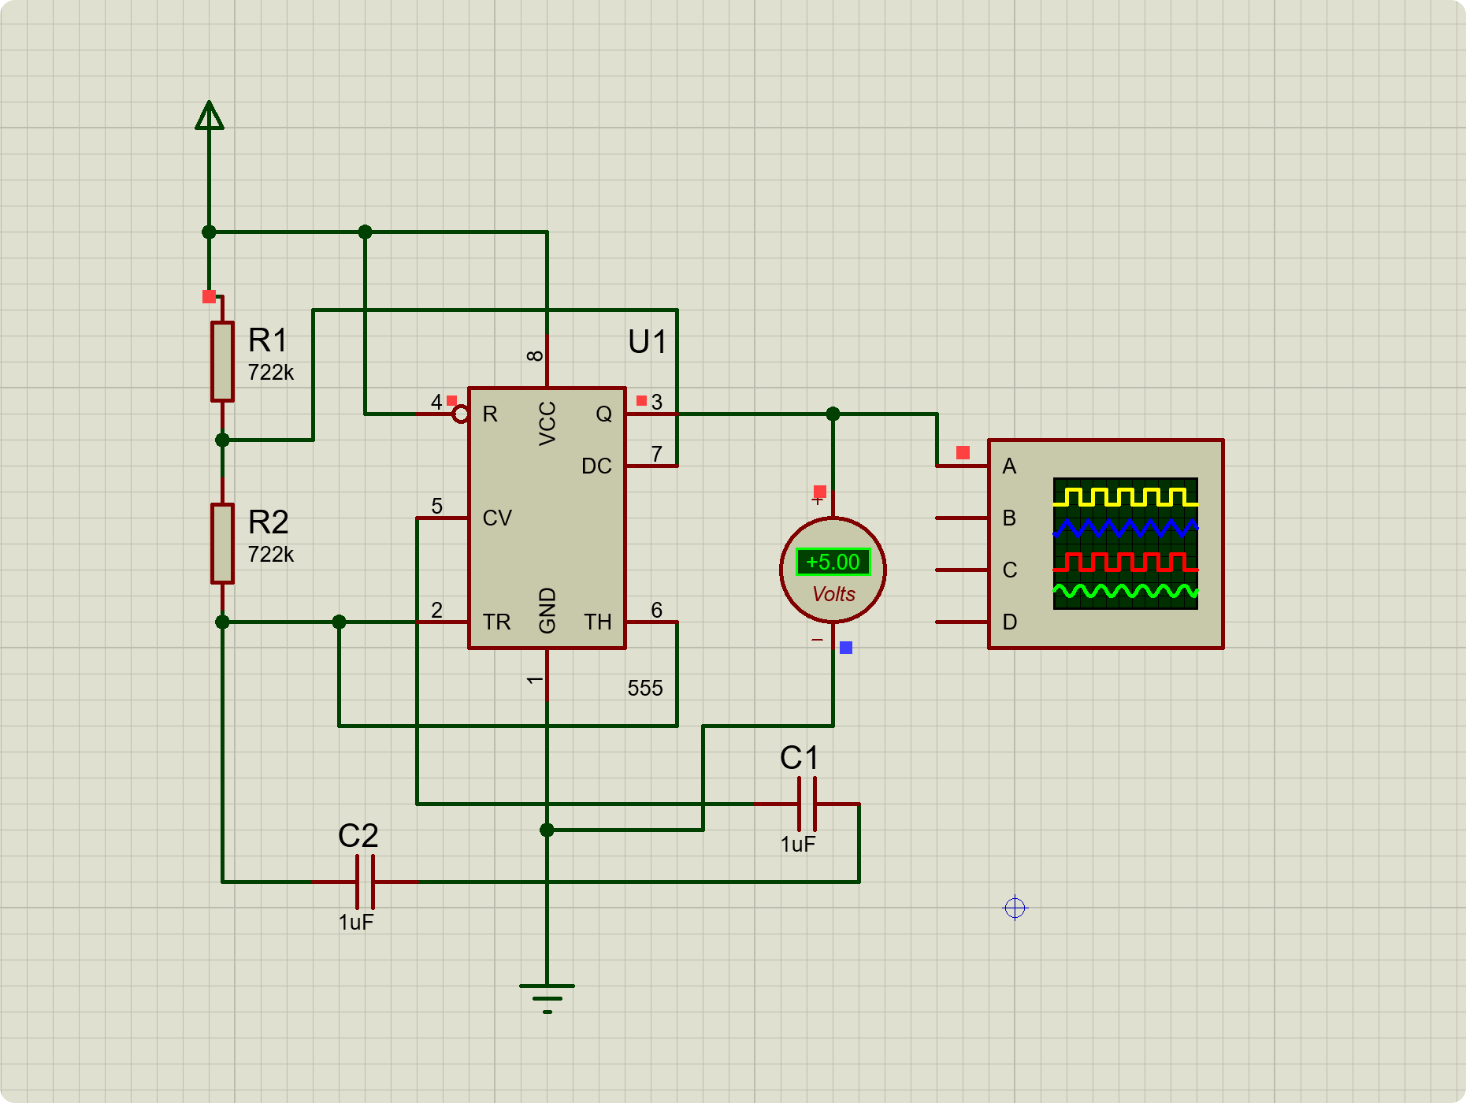 R1
722k
R2
722k
U1
8
4
R
VCC
Q
3
DC
7
5
CV
2
TR
GND
TH
6
1
555
+
+5.00
Volts
−
A
B
C
D
C1
1uF
C2
1uF